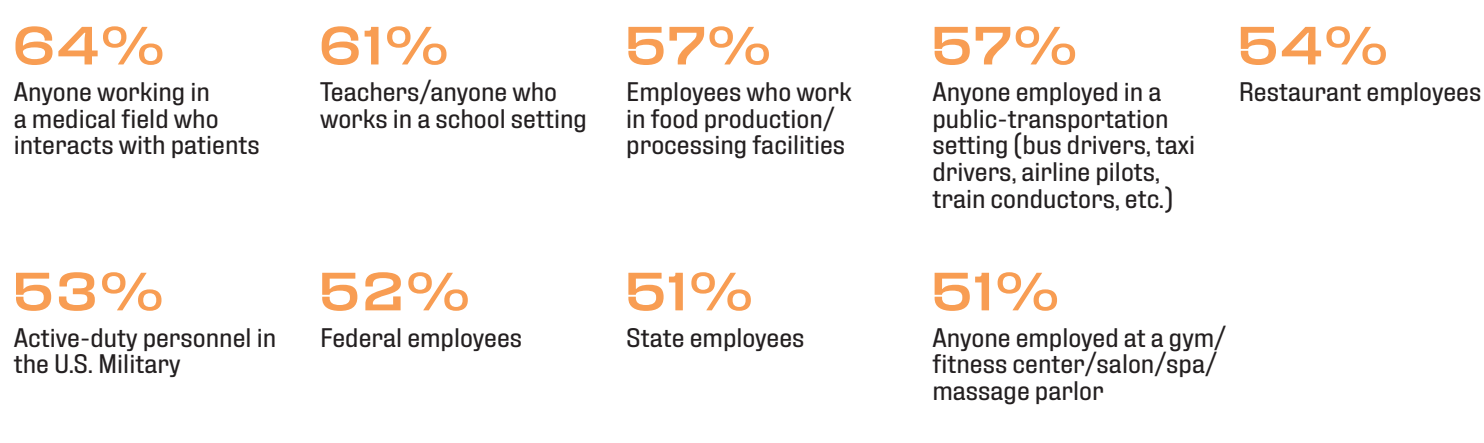 64%
Anyone working in
a medical field who
interacts with patients
61%
Teachers/anyone who
works in a school setting
57%
Employees who work
in food production/
processing facilities
57%
Anyone employed in a
public-transportation
setting (bus drivers, taxi
drivers, airline pilots,
train conductors, etc.)
54%
Restaurant employees
53%
Active-duty personnel in
the U.S. Military
52%
Federal employees
51%
State employees
51%
Anyone employed at a gym/
fitness center/salon/spa/
massage parlor